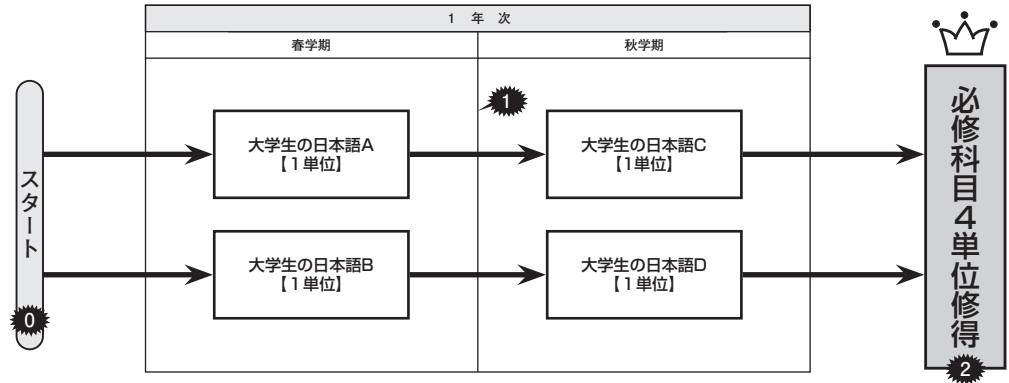 1 年 次
春学期
秋学期
スタート
0
1
大学生の日本語A
【1単位】
大学生の日本語C
【1単位】
大学生の日本語B
【1単位】
大学生の日本語D
【1単位】
必修科目4単位修得
2